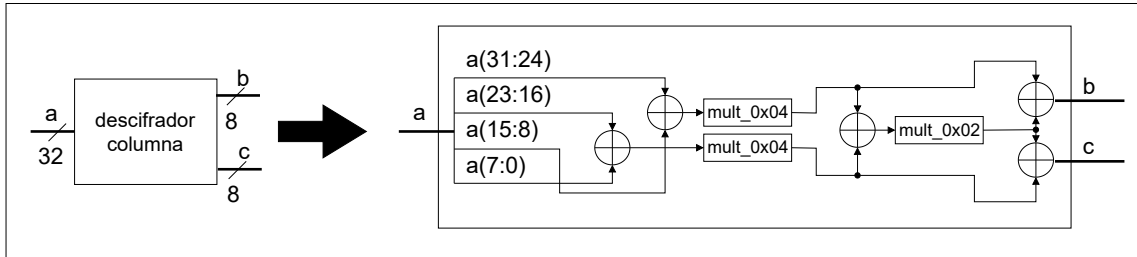 a
32
descifrador
columna
b
8
c
8
a
a(31:24)
a(23:16)
a(15:8)
a(7:0)
mult_0x04
mult_0x04
mult_0x02
b
c